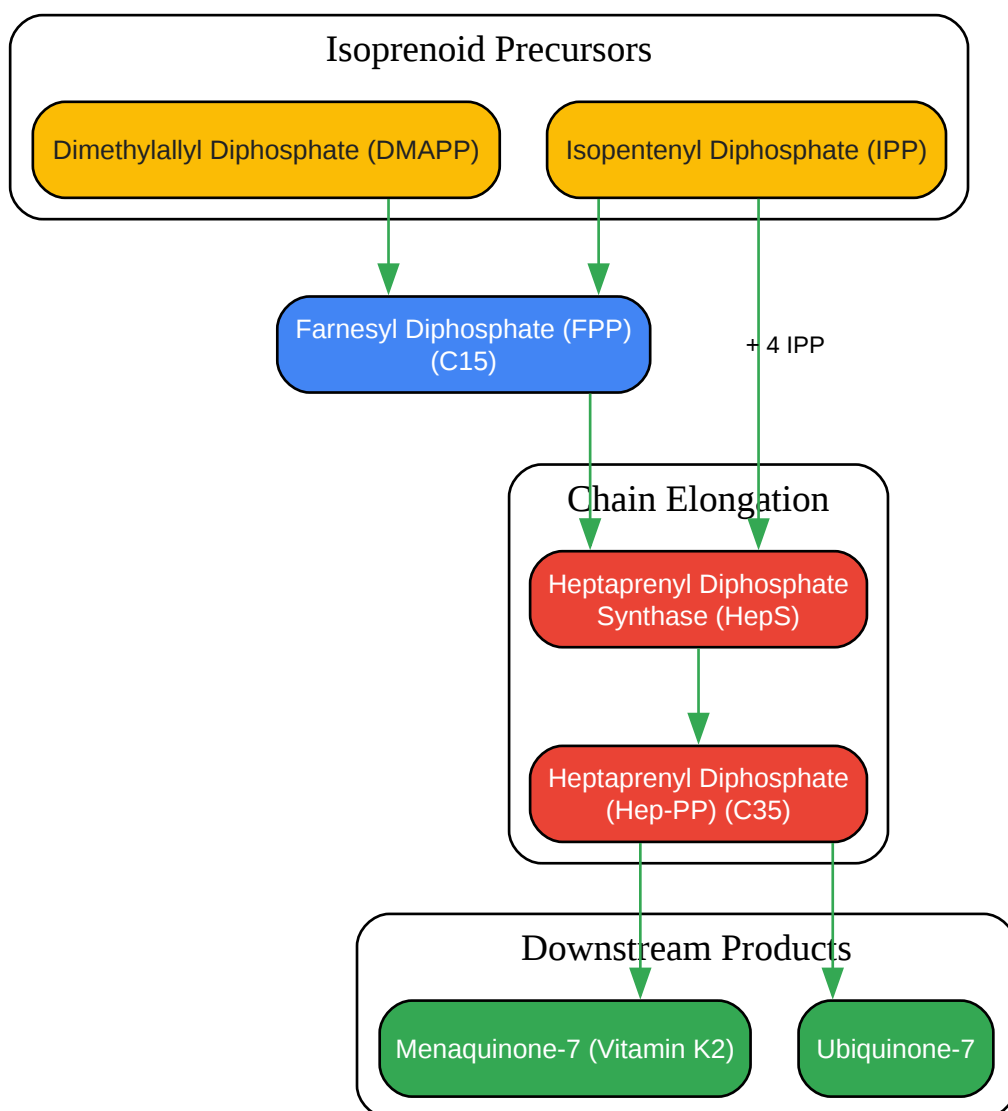 Isoprenoid Precursors
Dimethylallyl Diphosphate (DMAPP)
Isopentenyl Diphosphate (IPP)
Farnesyl Diphosphate (FPP)
(C15)
+ 4 IPP
Chain Elongation
Heptaprenyl Diphosphate
Synthase (HepS)
Heptaprenyl Diphosphate
(Hep-PP) (C35)
Downstream Products
Menaquinone-7 (Vitamin K2)
Ubiquinone-7